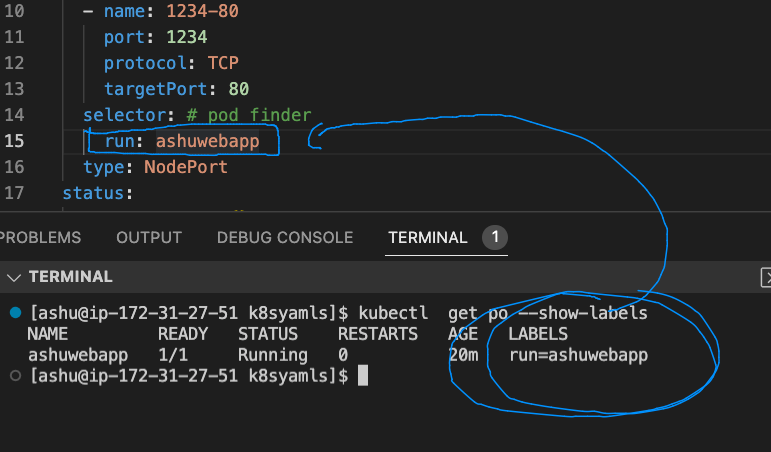 10 - name: 1234-80
11 port: 1234
12 protocol: TCP
13 targetPort: 80
14 selector: # pod finder
15 run: ashuwebapp
16 type: NodePort
17 status:
PROBLEMS OUTPUT DEBUG CONSOLE TERMINAL 1
TERMINAL
[ashu@ip-172-31-27-51 k8syamls]$ kubectl  get po --show-labels
NAME READY STATUS RESTARTS AGE LABELS
ashuwebapp 1/1 Running 0 20m run=ashuwebapp
[ashu@ip-172-31-27-51 k8syamls]$